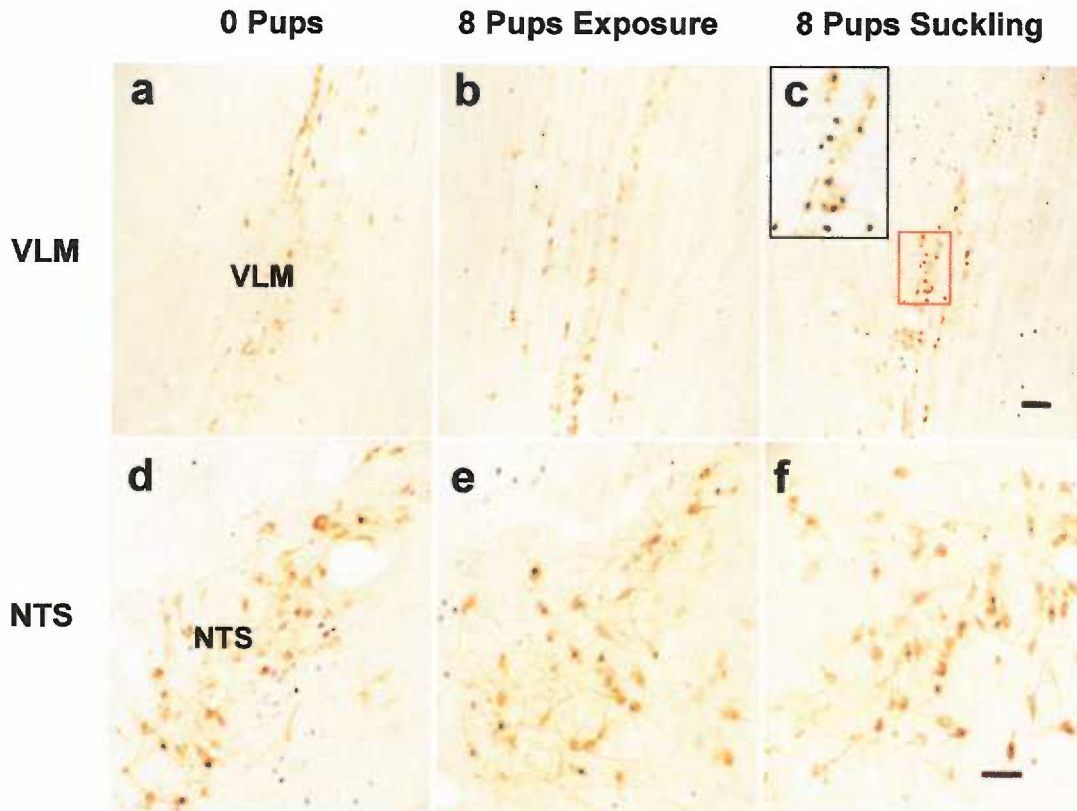 0 Pups 8 Pups Exposure 8 Pups Suckling
a b c
VLM
VLM
d e f
NTS
NTS